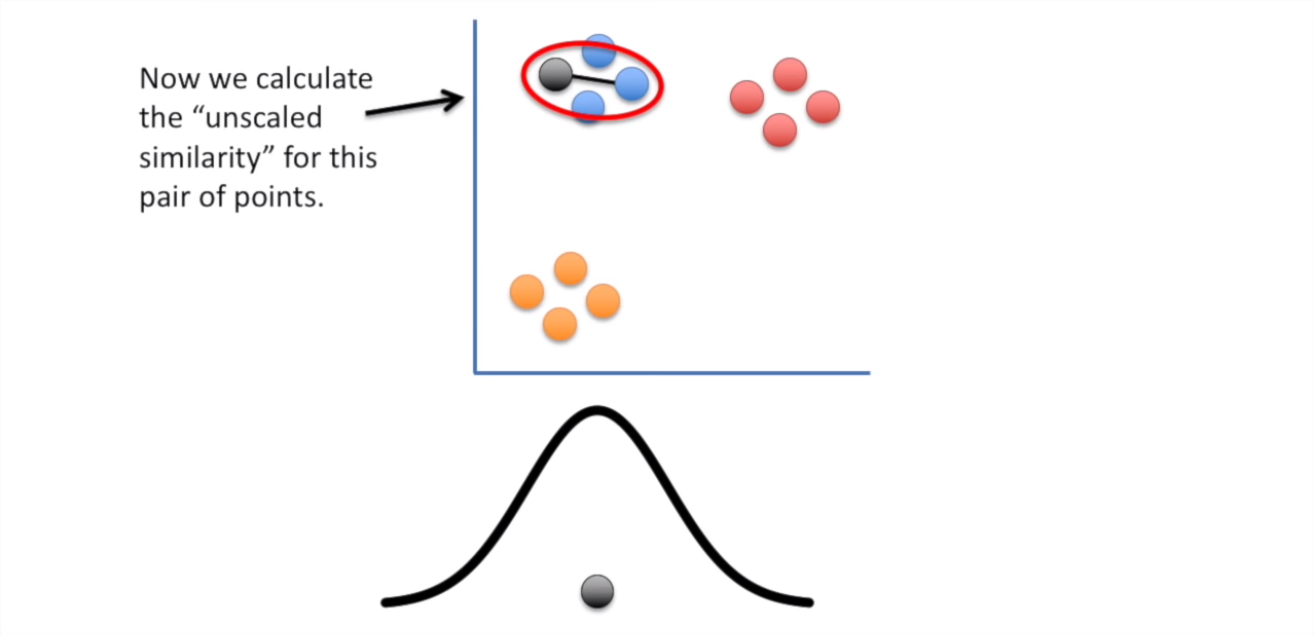 Now we calculate
the “unscaled
similarity” for this
pair of points.